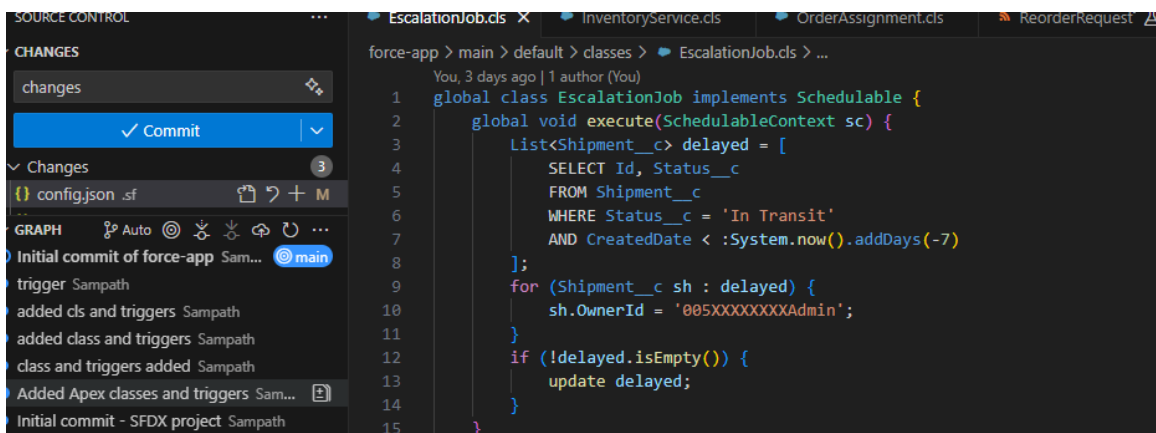 SOURCE CONTROL ...
CHANGES
changes
Commit
Changes 3
{} config.json .sf M
GRAPH Auto ...
Initial commit of force-app Sam... main
trigger Sampath
added cls and triggers Sampath
added class and triggers Sampath
class and triggers added Sampath
Added Apex classes and triggers Sam...
Initial commit - SFDX project Sampath
EscalationJob.cls InventoryService.cls OrderAssignment.cls ReorderRequest
force-app > main > default > classes > EscalationJob.cls > ...
You, 3 days ago | 1 author (You)
1 global class EscalationJob implements Schedulable {
2 global void execute(SchedulableContext sc) {
3 List<Shipment__c> delayed = [
4 SELECT Id, Status__c
5 FROM Shipment__c
6 WHERE Status__c = 'In Transit'
7 AND CreatedDate < :System.now().addDays(-7)
8 ];
9 for (Shipment__c sh : delayed) {
10 sh.OwnerId = '005XXXXXXXXAdmin';
11 }
12 if (!delayed.isEmpty()) {
13 update delayed;
14 }
15 }